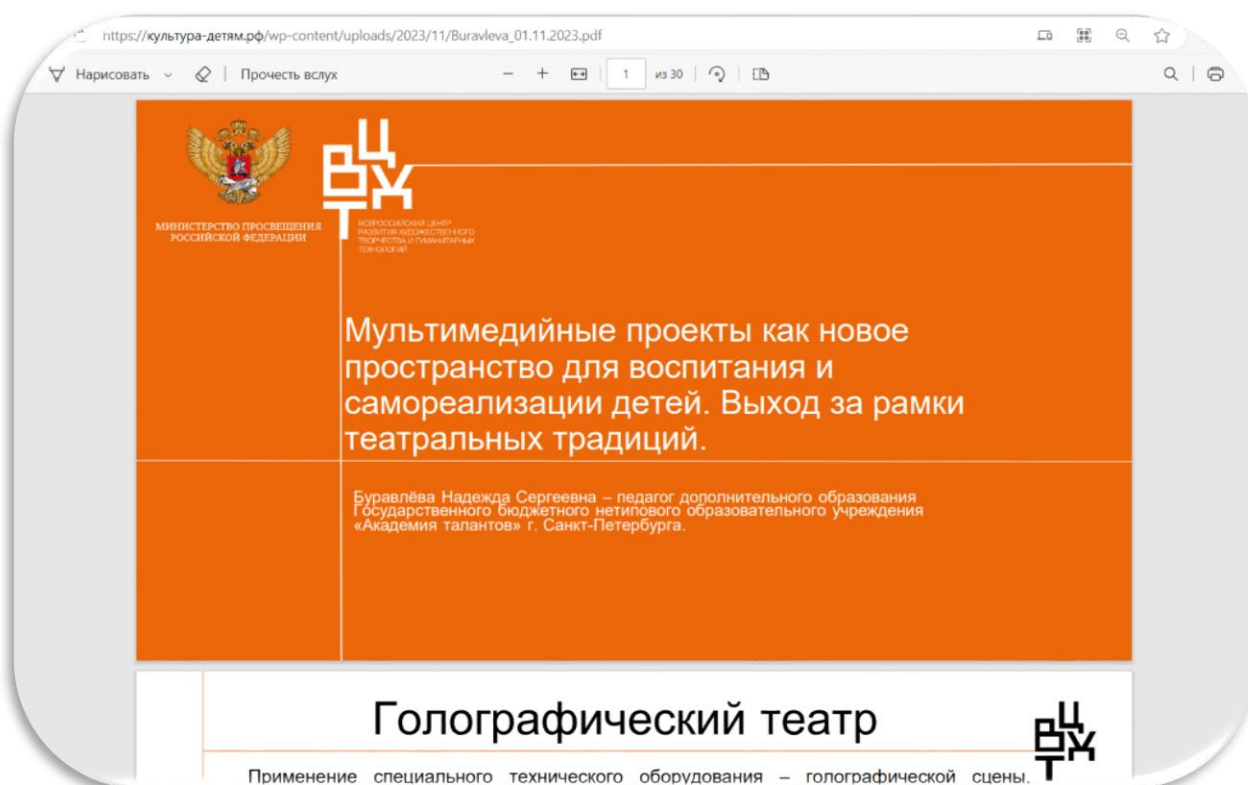 https://культура-детям.рф/wp-content/uploads/2023/11/Buravleva_01.11.2023.pdf
Нарисовать
Прочесть вслух
1 из 30
МИНИСТЕРСТВО ПРОСВЕЩЕНИЯ
РОССИЙСКОЙ ФЕДЕРАЦИИ
ВЦХТ
ВСЕРОССИЙСКИЙ ЦЕНТР
РАЗВИТИЯ ХУДОЖЕСТВЕННОГО
ТВОРЧЕСТВА И ГУМАНИТАРНЫХ
ТЕХНОЛОГИЙ
Мультимедийные проекты как новое
пространство для воспитания и
самореализации детей. Выход за рамки
театральных традиций.
Буравлёва Надежда Сергеевна – педагог дополнительного образования
Государственного бюджетного нетипового образовательного учреждения
«Академия талантов» г. Санкт-Петербурга.
Голографический театр
ВЦХТ
Применение специального технического оборудования – голографической сцены.